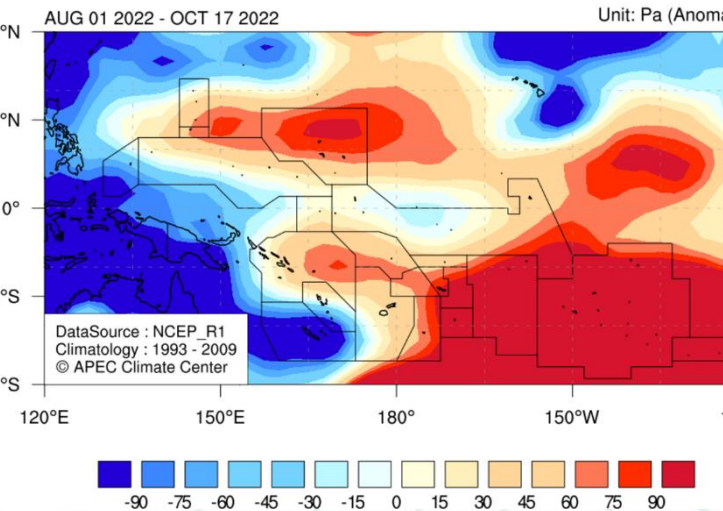 AUG 01 2022 - OCT 17 2022
Unit: Pa (Anoma
°N
°N
0°
°S
°S
DataSource : NCEP_R1
Climatology : 1993 - 2009
© APEC Climate Center
120°E 150°E 180° 150°W
-90 -75 -60 -45 -30 -15 0 15 30 45 60 75 90